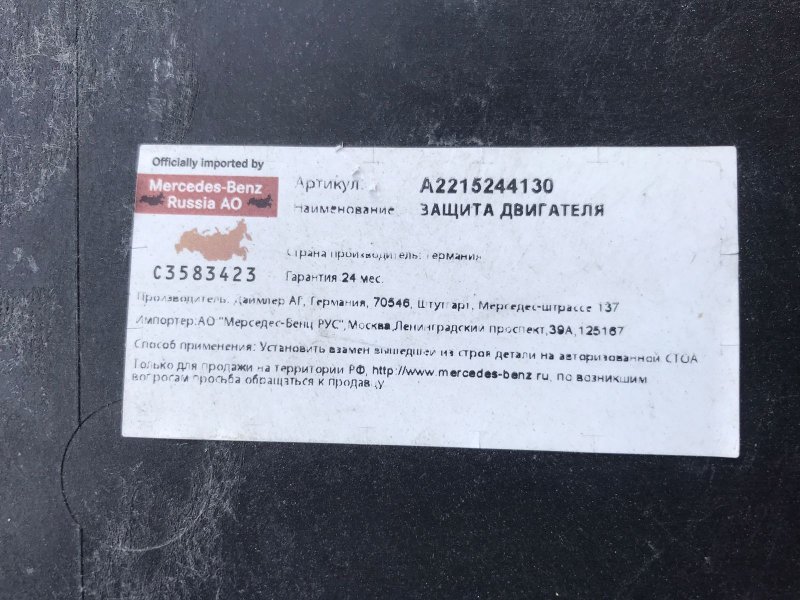 Officially imported by
Mercedes-Benz
Russia AO
C3583423
Артикул: A2215244130
Наименование ЗАЩИТА ДВИГАТЕЛЯ
Страна производитель: Германия
Гарантия 24 мес.
Производитель: Даймлер АГ, Германия, 70546, Штутгарт, Мерседес-штрассе 137
Импортер:АО "Мерседес-Бенц РУС",Москва,Ленинградский проспект,39А,125167
Способ применения: Установить взамен вышедшей из строя детали на авторизованной СТОА
Только для продажи на территории РФ, http://www.mercedes-benz ru, по возникшим
вопросам просьба обращаться к продавцу